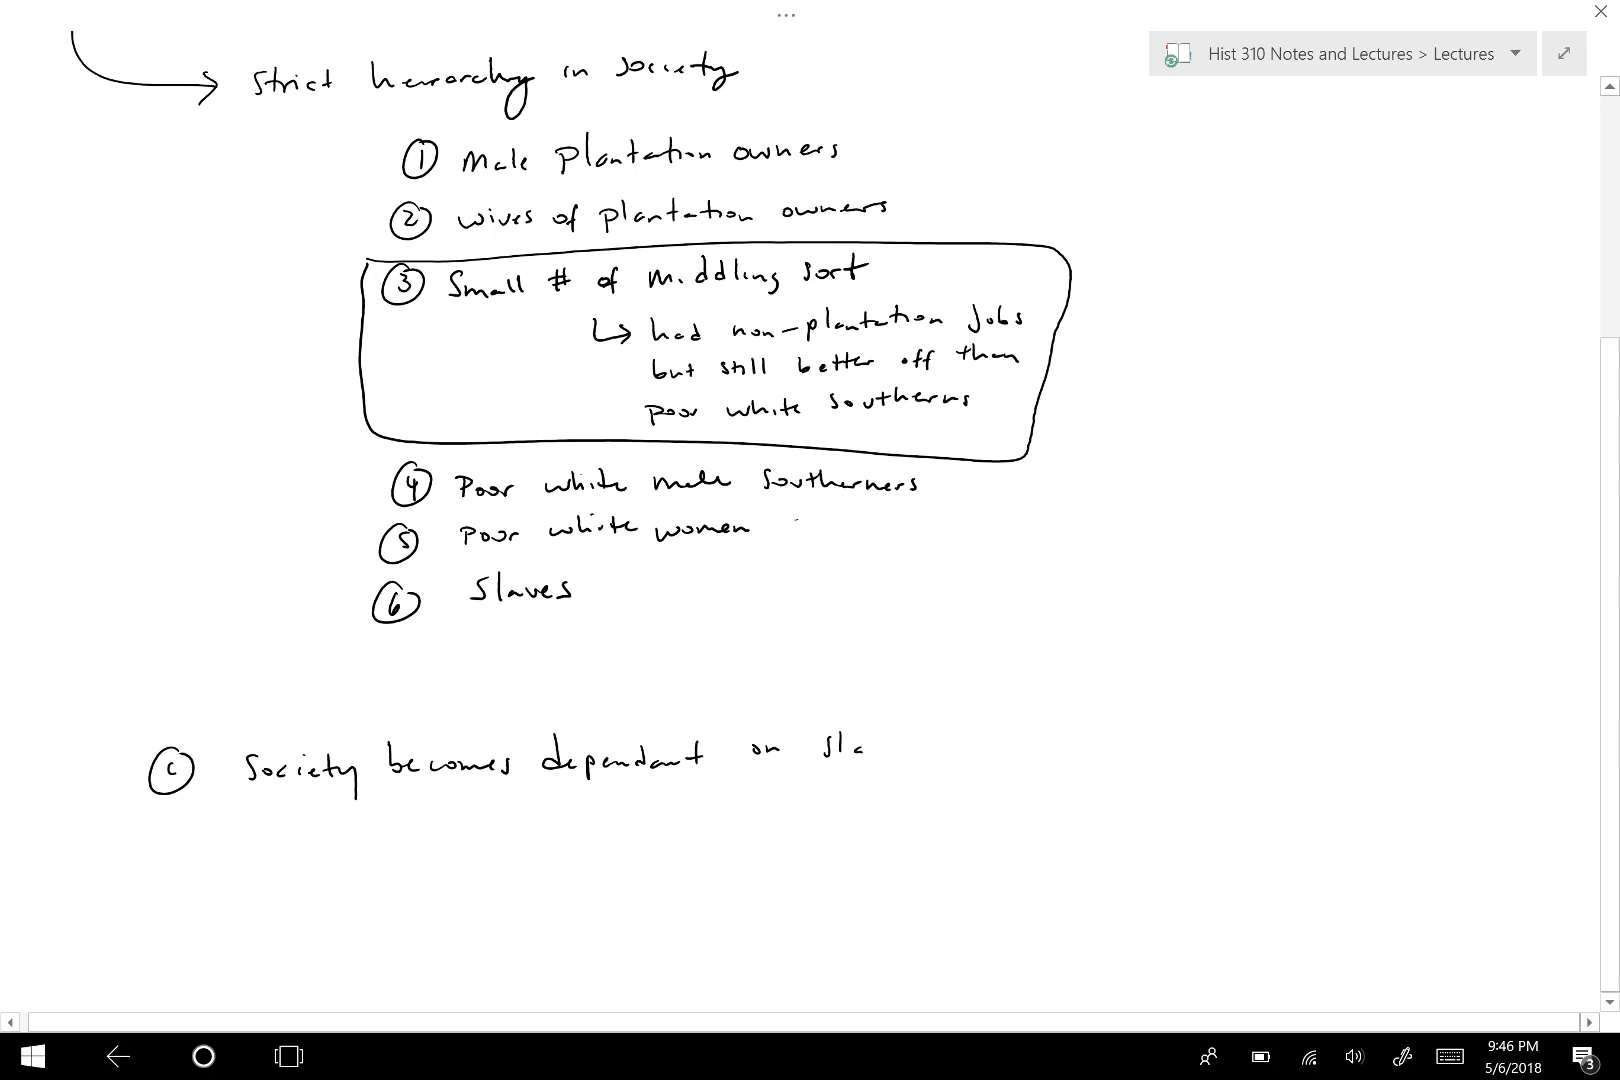 Hist 310 Notes and Lectures > Lectures
Strict heirarchy in society
① Male plantation owners
② wives of plantation owners
③ Small # of middling sort
↳ had non-plantation jobs
but still better off than
poor white southerns
④ Poor white male southerners
⑤ Poor white women
⑥ Slaves
Ⓒ Society becomes dependant on sla
9:46 PM
5/6/2018
3